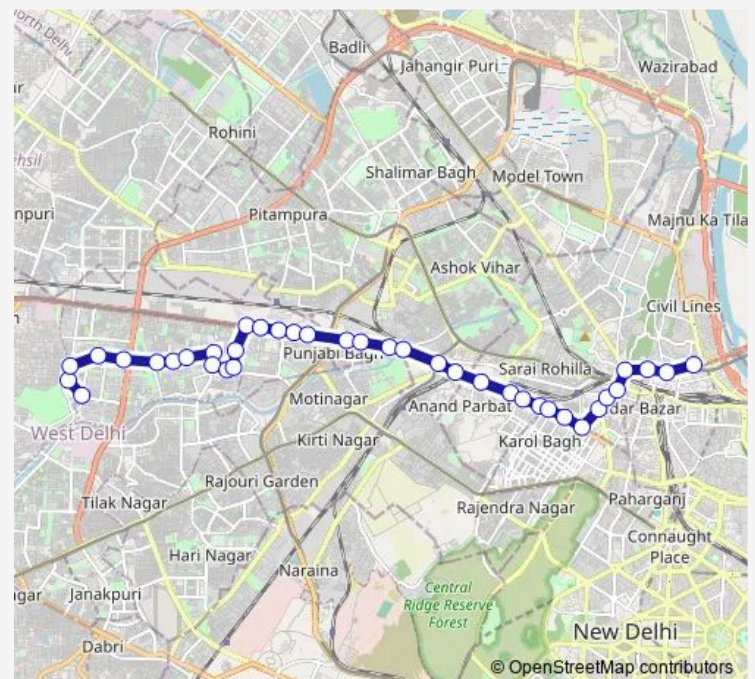 North Delhi
Badli
Jahangir Puri
Wazirabad
Rohini
Shalimar Bagh
Model Town
Pitampura
Majnu Ka Tila
Ashok Vihar
Civil Lines
Punjabi Bagh
Sarai Rohilla
Motinagar
Anand Parbat
dar Bazar
West Delhi
Kirti Nagar
Karol Bagh
Rajouri Garden
Tilak Nagar
Rajendra Nagar
Paharganj
Hari Nagar
Connaught
Place
Naraina
Janakpuri
Central
Ridge Reserve
Forest
New Delhi
Dabri
© OpenStreetMap contributors